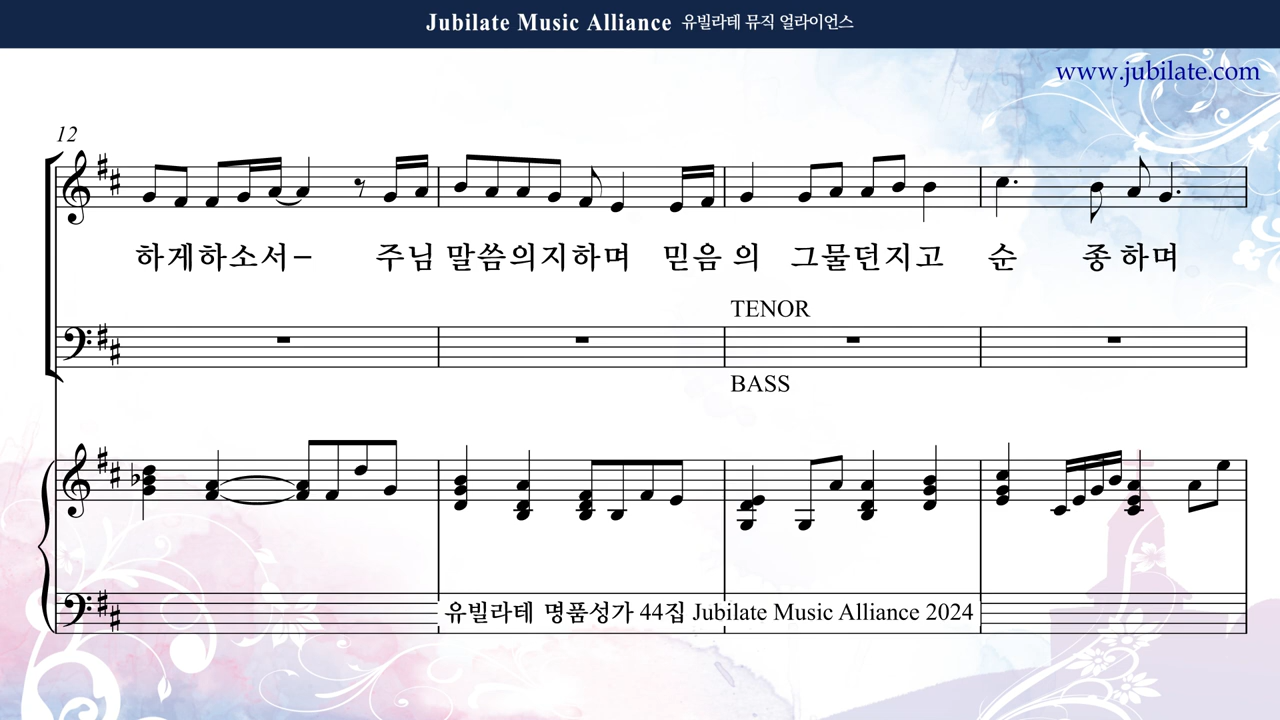 Jubilate Music Alliance 유빌라테 뮤직 얼라이언스
www.jubilate.com
12
하게하소서– 주님 말씀의지하며 믿음 의 그물던지고 순 종 하며
TENOR
BASS
유빌라테 명품성가 44집 Jubilate Music Alliance 2024